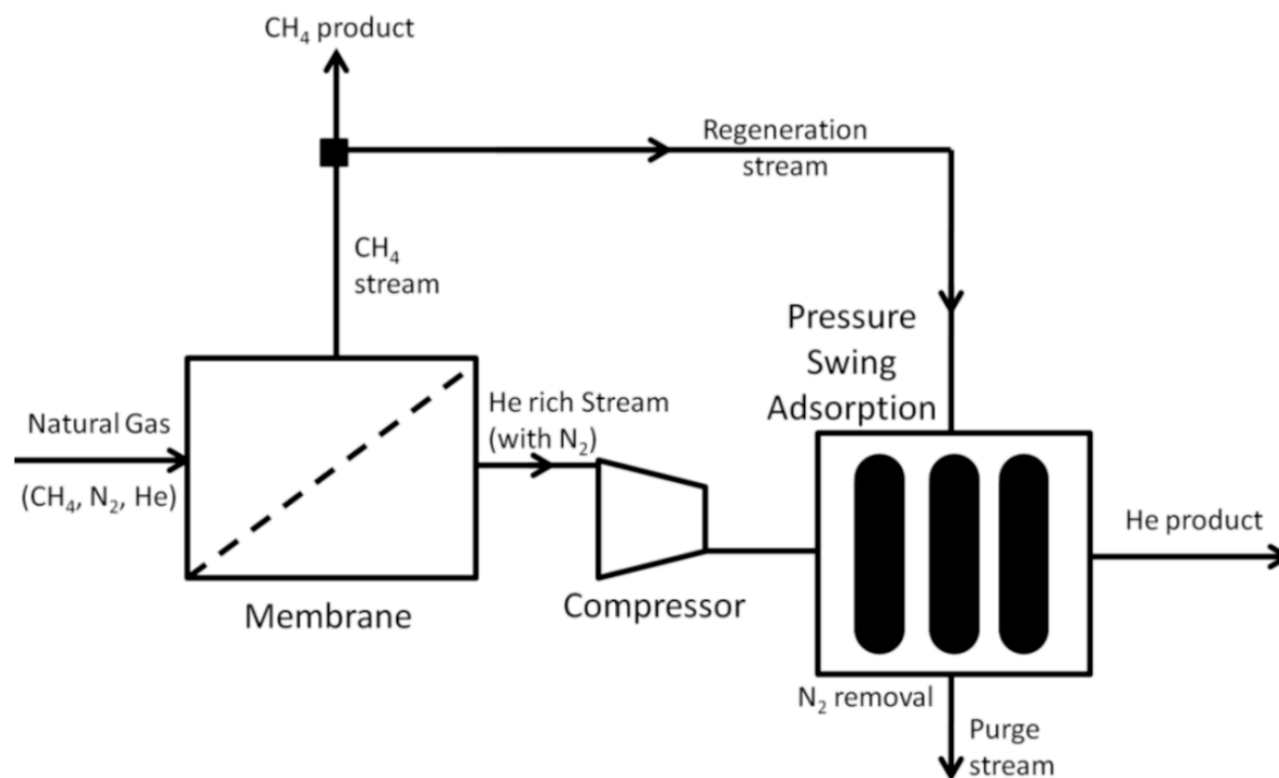 CH₄ product
Regeneration
stream
CH₄
stream
Pressure
Swing
Adsorption
Natural Gas
(CH₄, N₂, He)
He rich Stream
(with N₂)
He product
Membrane
Compressor
N₂ removal
Purge
stream